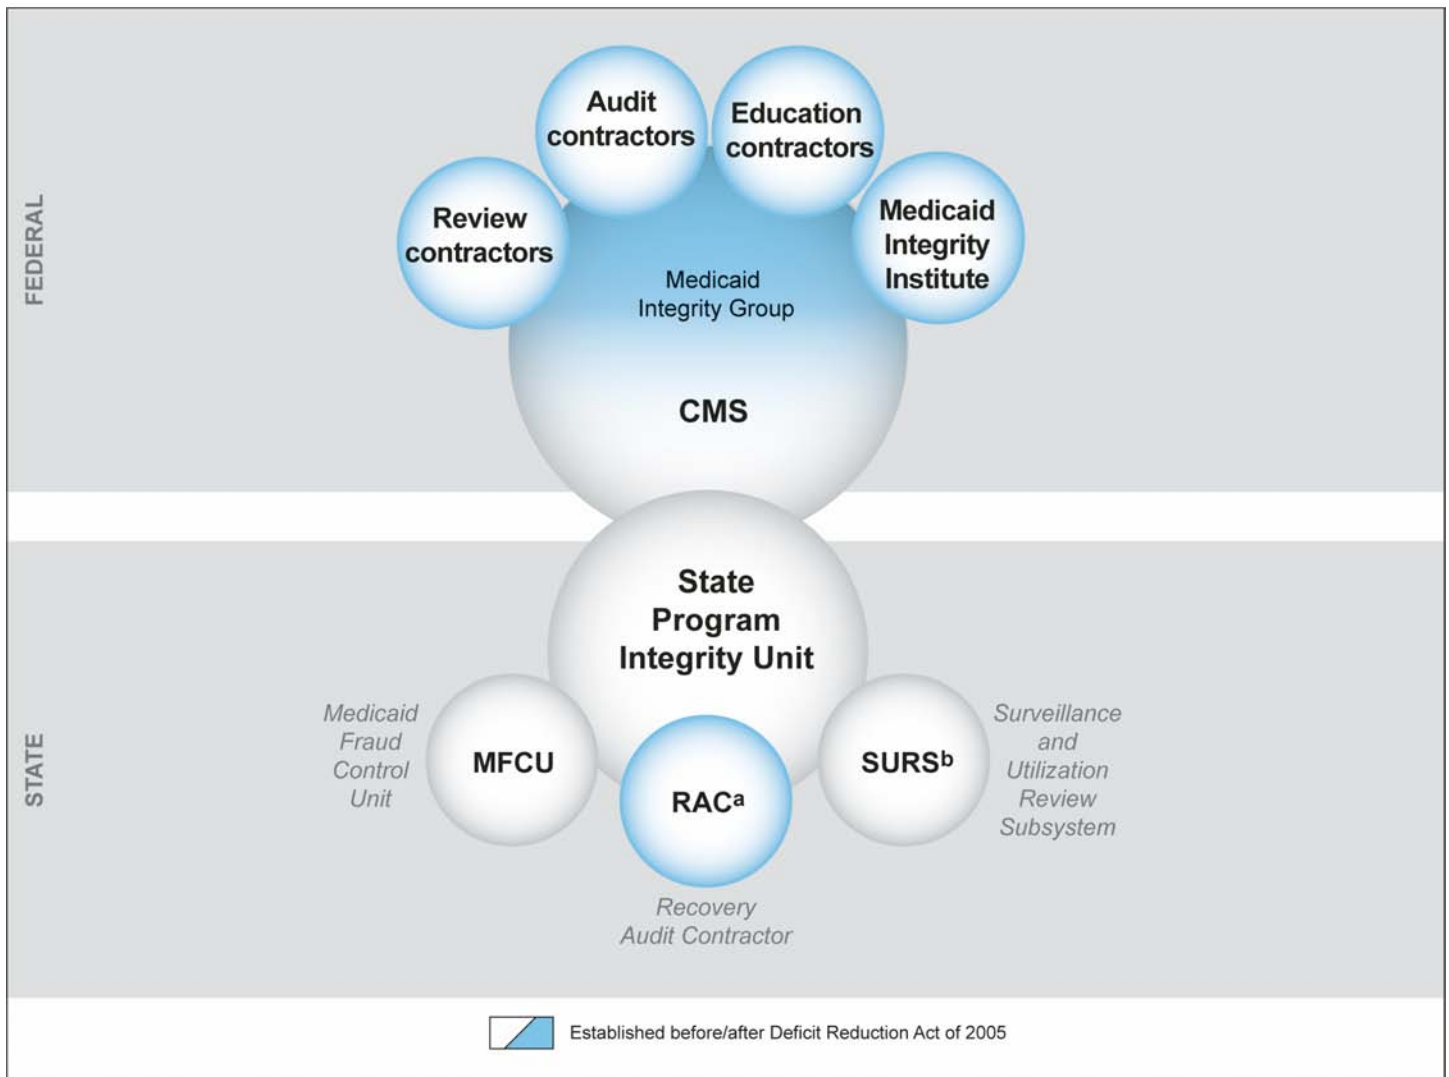 FEDERAL
Audit
contractors
Education
contractors
Review
contractors
Medicaid
Integrity
Institute
Medicaid
Integrity Group
CMS
STATE
State
Program
Integrity Unit
Medicaid
Fraud
Control
Unit
MFCU
RACa
Recovery
Audit Contractor
SURSb
Surveillance
and
Utilization
Review
Subsystem
Established before/after Deficit Reduction Act of 2005